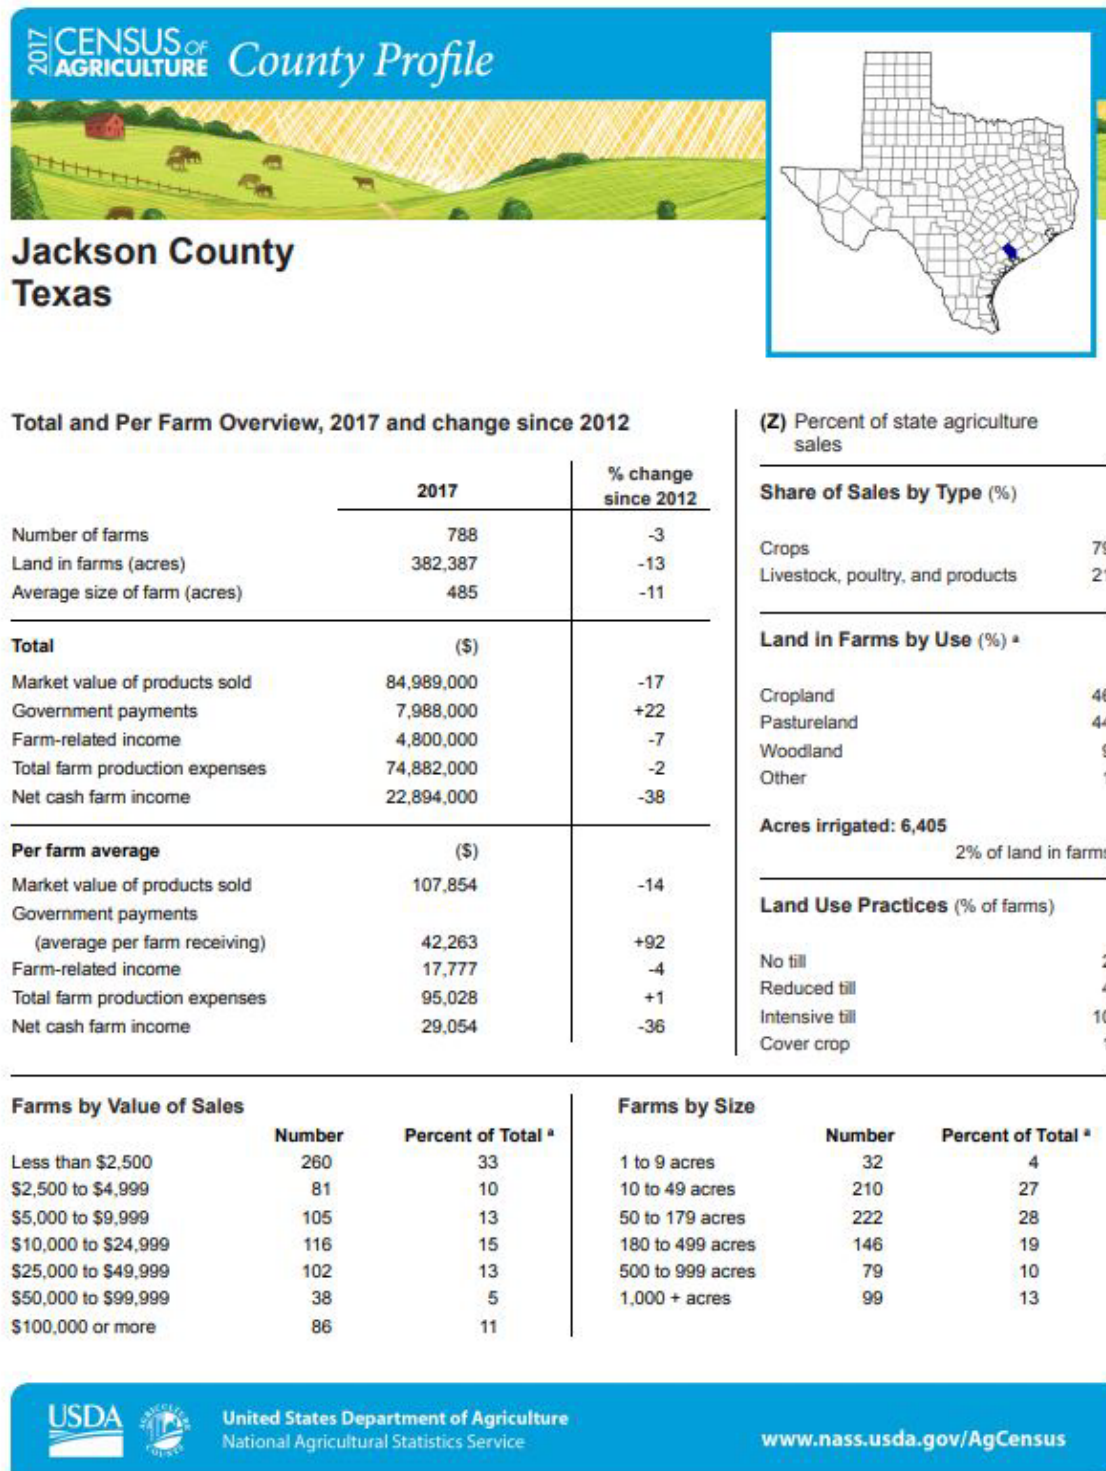 2017 CENSUS OF AGRICULTURE County Profile
Jackson County
Texas
Total and Per Farm Overview, 2017 and change since 2012
2017 % change since 2012
Number of farms 788 -3
Land in farms (acres) 382,387 -13
Average size of farm (acres) 485 -11
Total ($)
Market value of products sold 84,989,000 -17
Government payments 7,988,000 +22
Farm-related income 4,800,000 -7
Total farm production expenses 74,882,000 -2
Net cash farm income 22,894,000 -38
Per farm average ($)
Market value of products sold 107,854 -14
Government payments
(average per farm receiving) 42,263 +92
Farm-related income 17,777 -4
Total farm production expenses 95,028 +1
Net cash farm income 29,054 -36
(Z) Percent of state agriculture
sales
Share of Sales by Type (%)
Crops
Livestock, poultry, and products
Land in Farms by Use (%) a
Cropland
Pastureland
Woodland
Other
Acres irrigated: 6,405
2% of land in farms
Land Use Practices (% of farms)
No till
Reduced till
Intensive till
Cover crop
Farms by Value of Sales
Number Percent of Total a
Less than $2,500 260 33
$2,500 to $4,999 81 10
$5,000 to $9,999 105 13
$10,000 to $24,999 116 15
$25,000 to $49,999 102 13
$50,000 to $99,999 38 5
$100,000 or more 86 11
Farms by Size
Number Percent of Total a
1 to 9 acres 32 4
10 to 49 acres 210 27
50 to 179 acres 222 28
180 to 499 acres 146 19
500 to 999 acres 79 10
1,000 + acres 99 13
USDA
United States Department of Agriculture
National Agricultural Statistics Service
www.nass.usda.gov/AgCensus